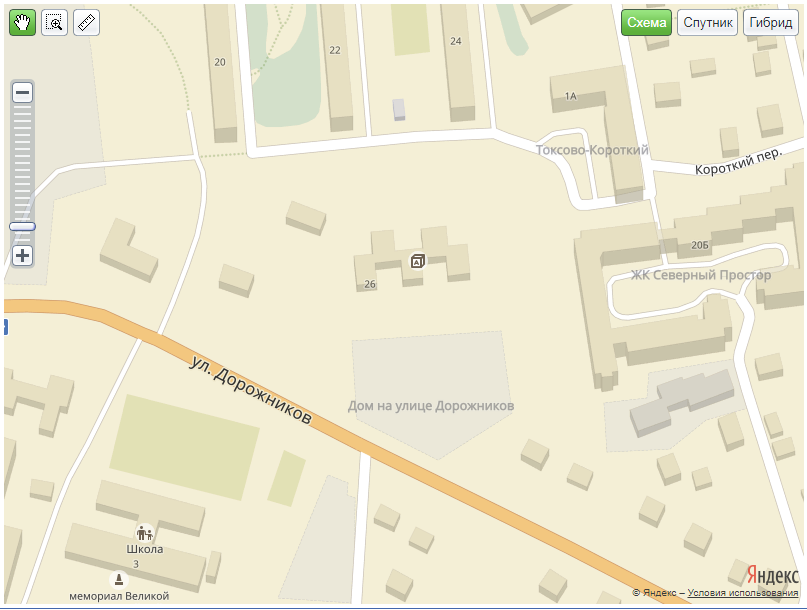 Схема
Спутник
Гибрид
20
22
24
1А
Токсово-Короткий
Короткий пер.
20Б
ЖК Северный Простор
26
ул. Дорожников
Дом на улице Дорожников
Школа
3
мемориал Великой
Яндекс
© Яндекс – Условия использования